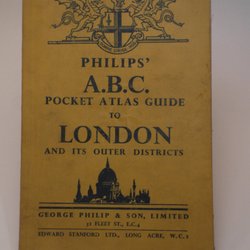 PHILIPS'
A.B.C.
POCKET ATLAS GUIDE
TO
LONDON
AND ITS OUTER DISTRICTS
GEORGE PHILIP & SON, LIMITED
32 FLEET ST., E.C.4
EDWARD STANFORD LTD., LONG ACRE, W.C.2